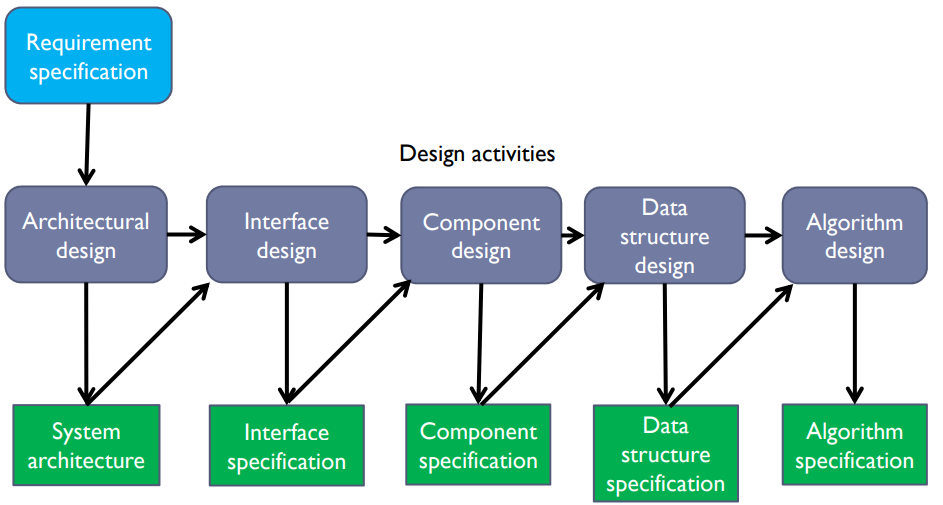 Requirement
specification
Design activities
Architectural
design
Interface
design
Component
design
Data
structure
design
Algorithm
design
System
architecture
Interface
specification
Component
specification
Data
structure
specification
Algorithm
specification